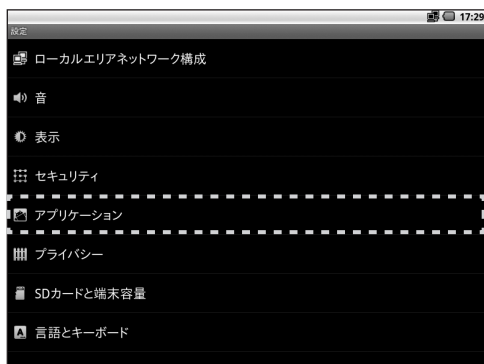 17:29
設定
ローカルエリアネットワーク構成
音
表示
セキュリティ
アプリケーション
プライバシー
SDカードと端末容量
言語とキーボード